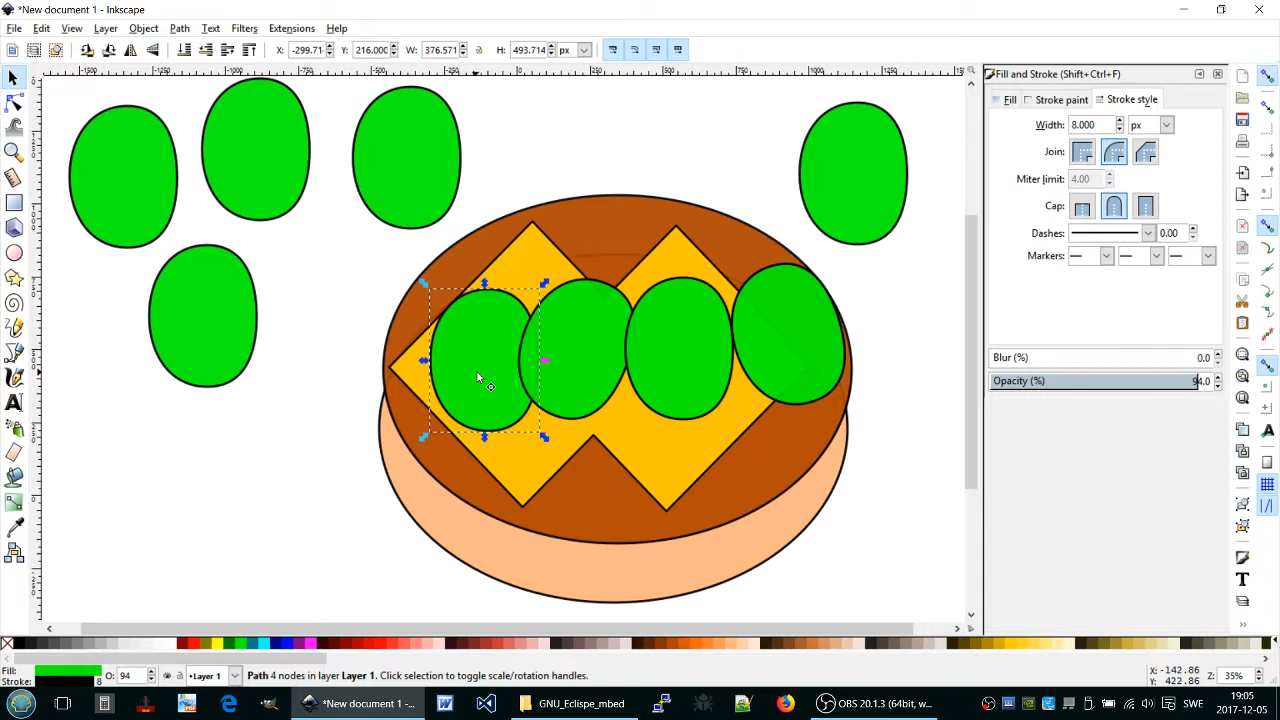 *New document 1 - Inkscape
File Edit View Layer Object Path Text Filters Extensions Help
X: -299.71 Y: 216.000 W: 376.571 H: 493.714 px
Fill and Stroke (Shift+Ctrl+F)
Fill Stroke paint Stroke style
Width: 8.000 px
Join:
Miter limit: 4.00
Cap:
Dashes: 0.00
Markers:
Blur (%) 0.0
Opacity (%) 94.0
Fill: O: 94 •Layer 1 Path 4 nodes in layer Layer 1. Click selection to toggle scale/rotation handles.
Stroke: 8
X: -142.86
Y: 422.86
Z: 35%
*New document 1 -... GNU_Eclispe_mbed OBS 20.1.3 (64bit, w... SWE 19:05
2017-12-05